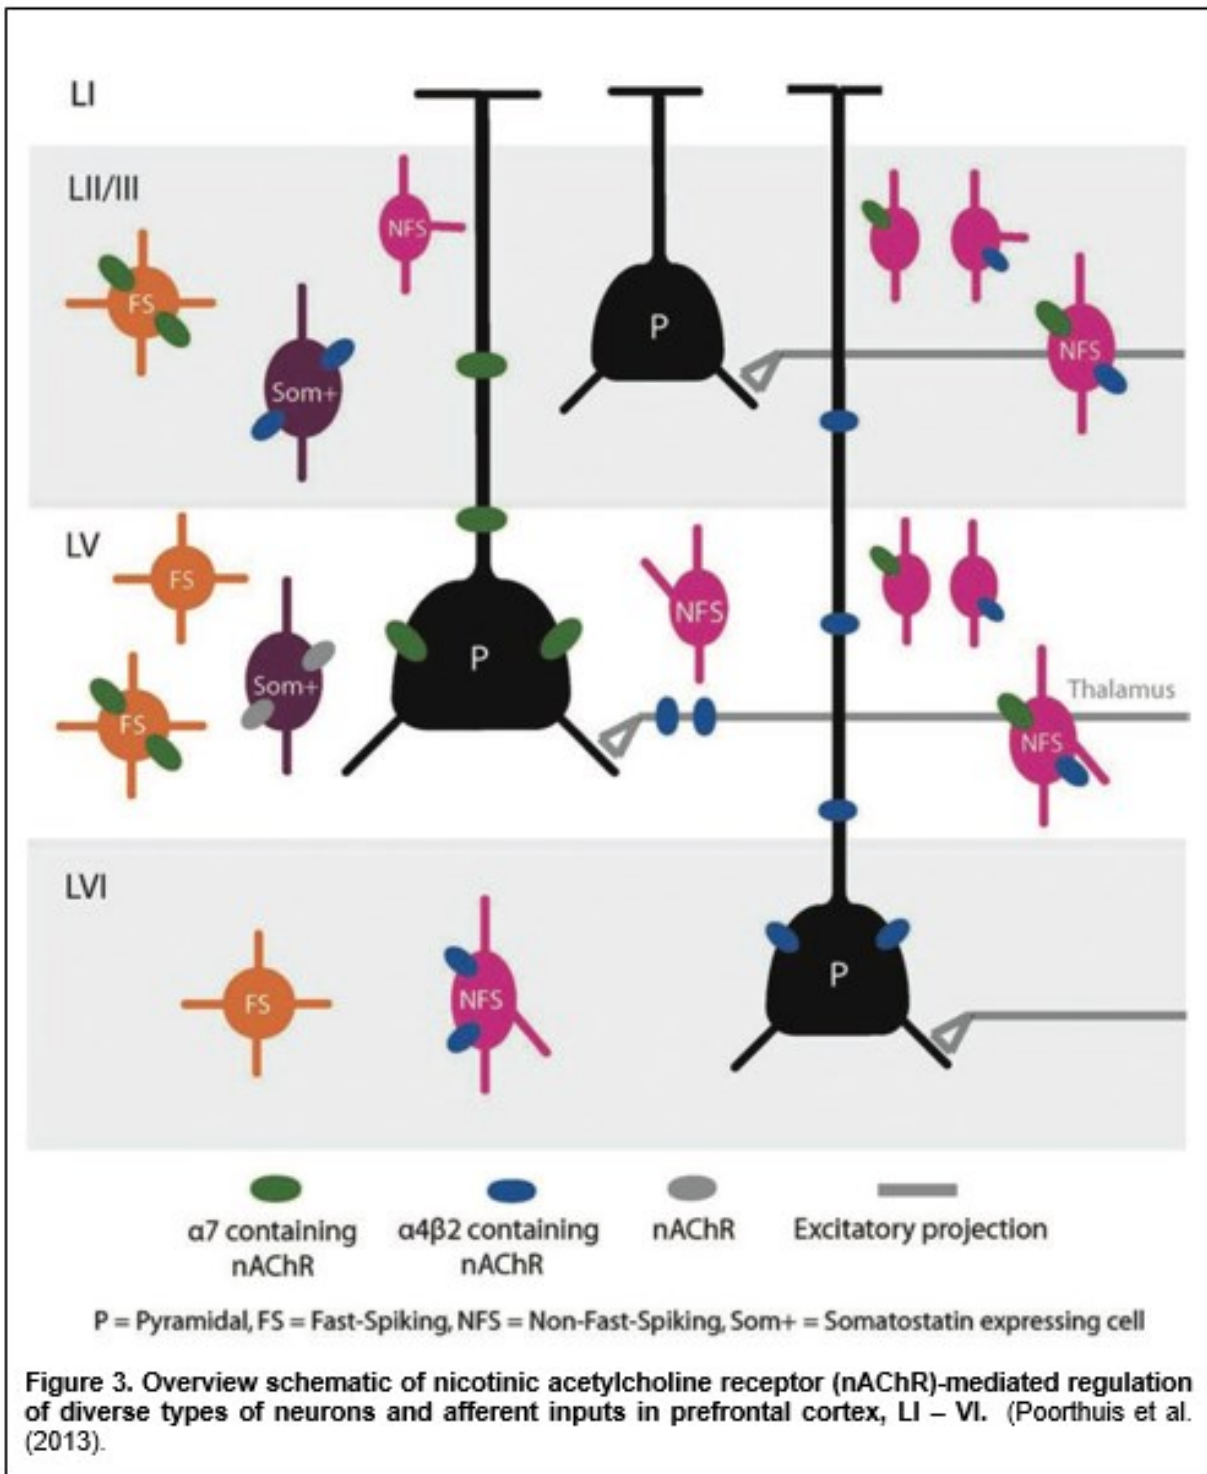 LI
LII/III
NFS
FS
P
NFS
Som+
LV
FS
NFS
P
Som+
Thalamus
FS
NFS
LVI
P
FS
NFS
α7 containing
nAChR
α4β2 containing
nAChR
nAChR
Excitatory projection
P = Pyramidal, FS = Fast-Spiking, NFS = Non-Fast-Spiking, Som+ = Somatostatin expressing cell
Figure 3. Overview schematic of nicotinic acetylcholine receptor (nAChR)-mediated regulation
of diverse types of neurons and afferent inputs in prefrontal cortex, LI – VI. (Poorthuis et al.
(2013).